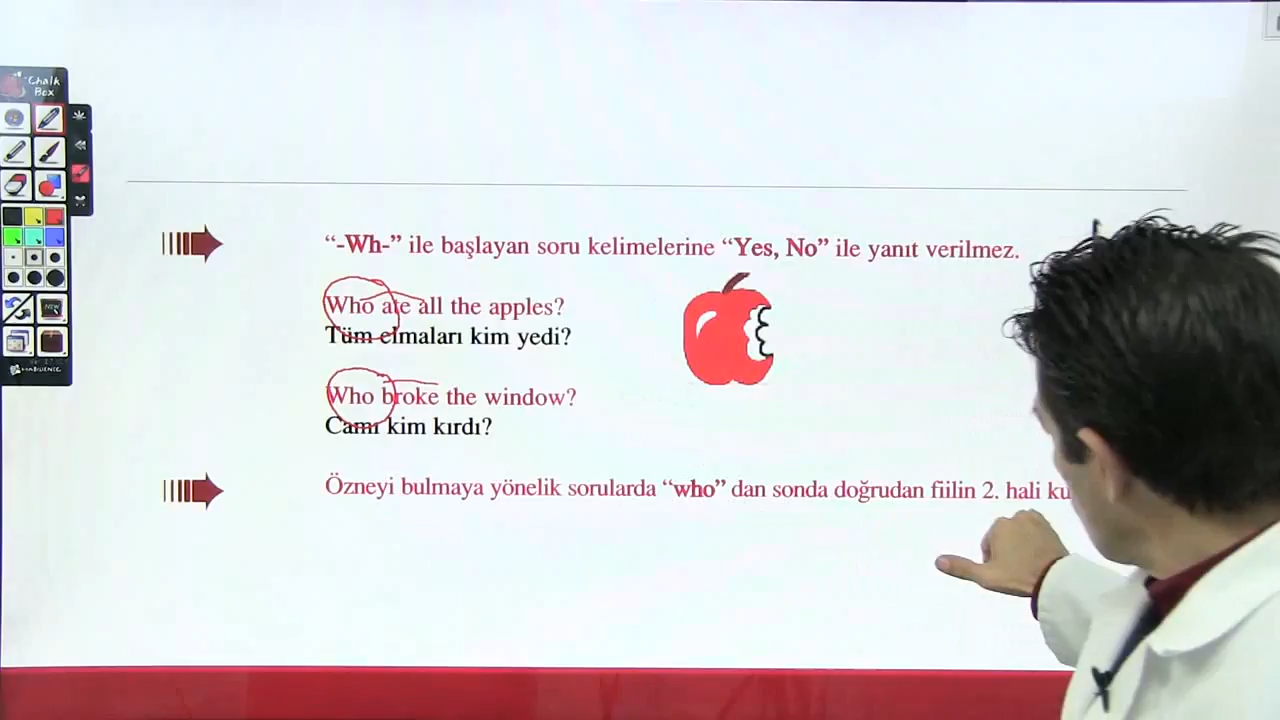 Chalk
Box
“-Wh-” ile başlayan soru kelimelerine “Yes, No” ile yanıt verilmez.
Who ate all the apples?
Tüm elmaları kim yedi?
Who broke the window?
Camı kim kırdı?
Özneyi bulmaya yönelik sorularda “who” dan sonda doğrudan fiilin 2. hali
NEW